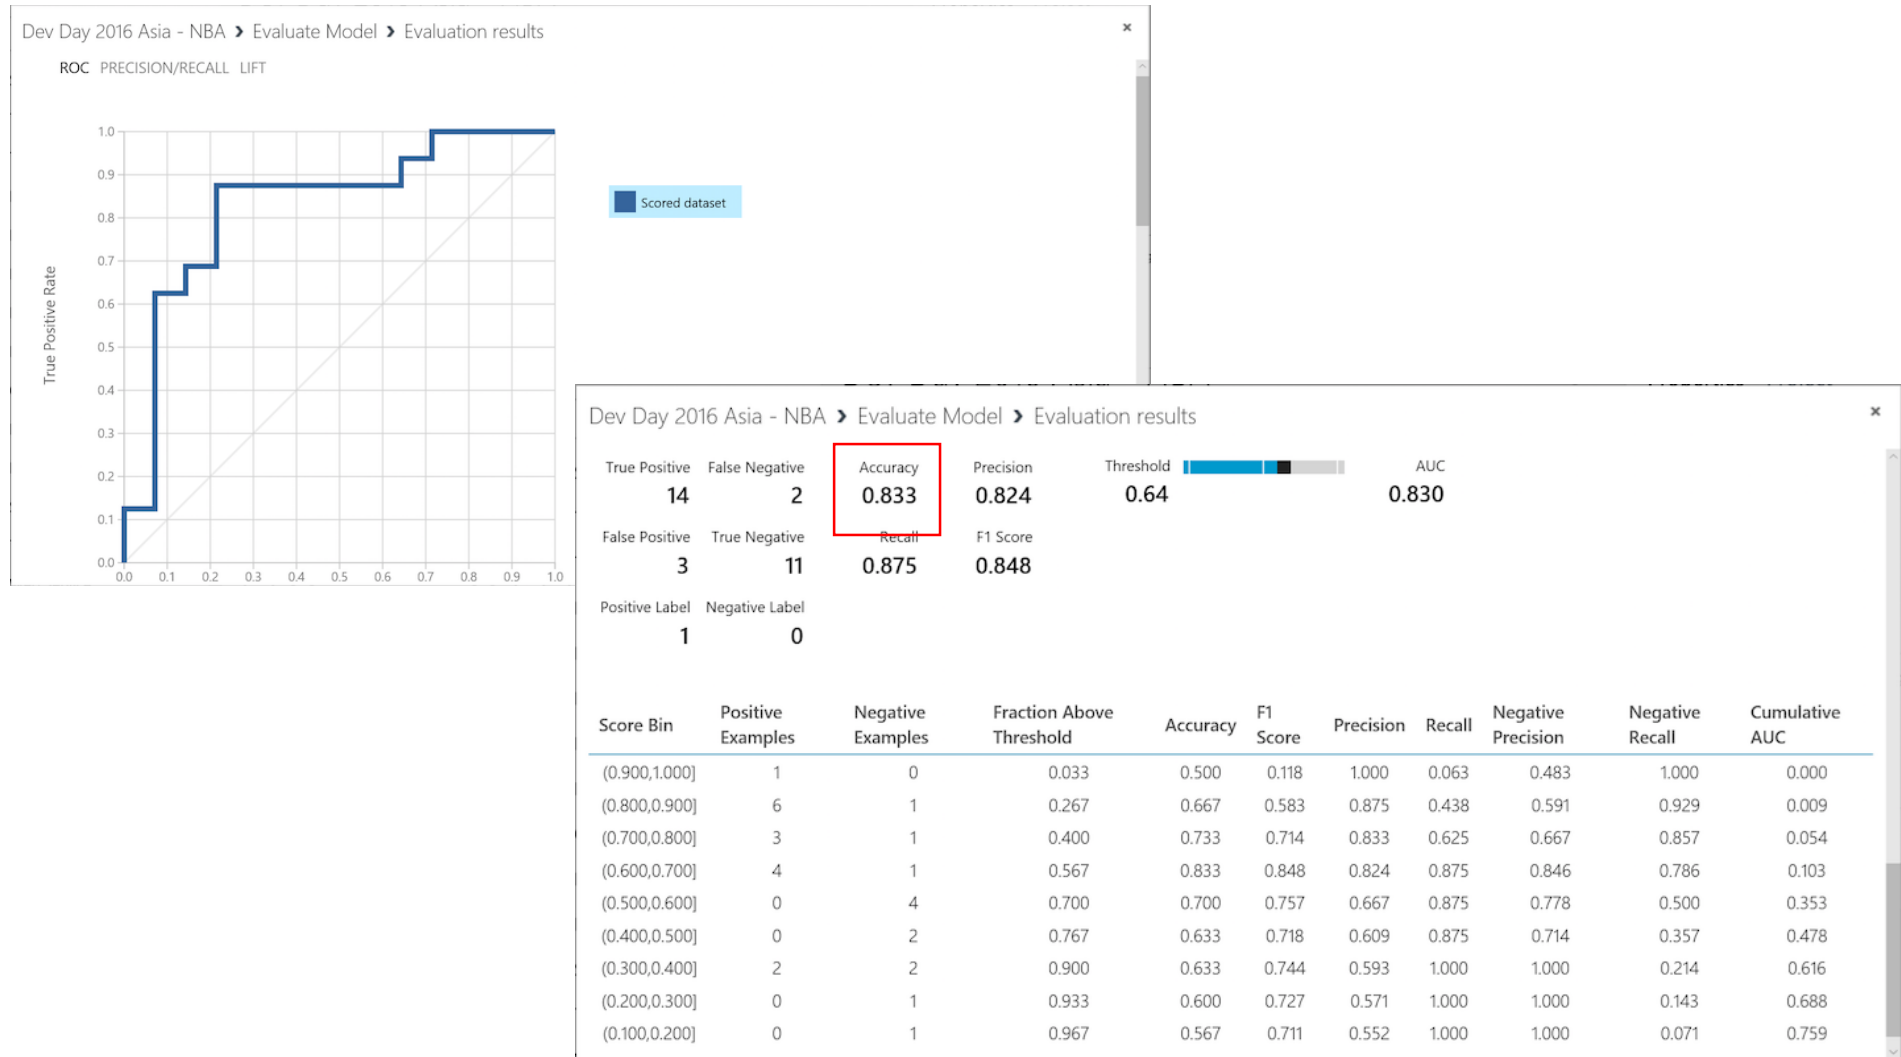 Dev Day 2016 Asia - NBA > Evaluate Model > Evaluation results
ROC PRECISION/RECALL LIFT
1.0
0.9
0.8
0.7
0.6
0.5
0.4
0.3
0.2
0.1
0.0
True Positive Rate
0.0 0.1 0.2 0.3 0.4 0.5 0.6 0.7 0.8 0.9 1.0
Scored dataset
Dev Day 2016 Asia - NBA > Evaluate Model > Evaluation results
True Positive False Negative Accuracy Precision Threshold AUC
14 2 0.833 0.824 0.64 0.830
False Positive True Negative Recall F1 Score
3 11 0.875 0.848
Positive Label Negative Label
1 0
Score Bin Positive Examples Negative Examples Fraction Above Threshold Accuracy F1 Score Precision Recall Negative Precision Negative Recall Cumulative AUC
(0.900,1.000] 1 0 0.033 0.500 0.118 1.000 0.063 0.483 1.000 0.000
(0.800,0.900] 6 1 0.267 0.667 0.583 0.875 0.438 0.591 0.929 0.009
(0.700,0.800] 3 1 0.400 0.733 0.714 0.833 0.625 0.667 0.857 0.054
(0.600,0.700] 4 1 0.567 0.833 0.848 0.824 0.875 0.846 0.786 0.103
(0.500,0.600] 0 4 0.700 0.700 0.757 0.667 0.875 0.778 0.500 0.353
(0.400,0.500] 0 2 0.767 0.633 0.718 0.609 0.875 0.714 0.357 0.478
(0.300,0.400] 2 2 0.900 0.633 0.744 0.593 1.000 1.000 0.214 0.616
(0.200,0.300] 0 1 0.933 0.600 0.727 0.571 1.000 1.000 0.143 0.688
(0.100,0.200] 0 1 0.967 0.567 0.711 0.552 1.000 1.000 0.071 0.759